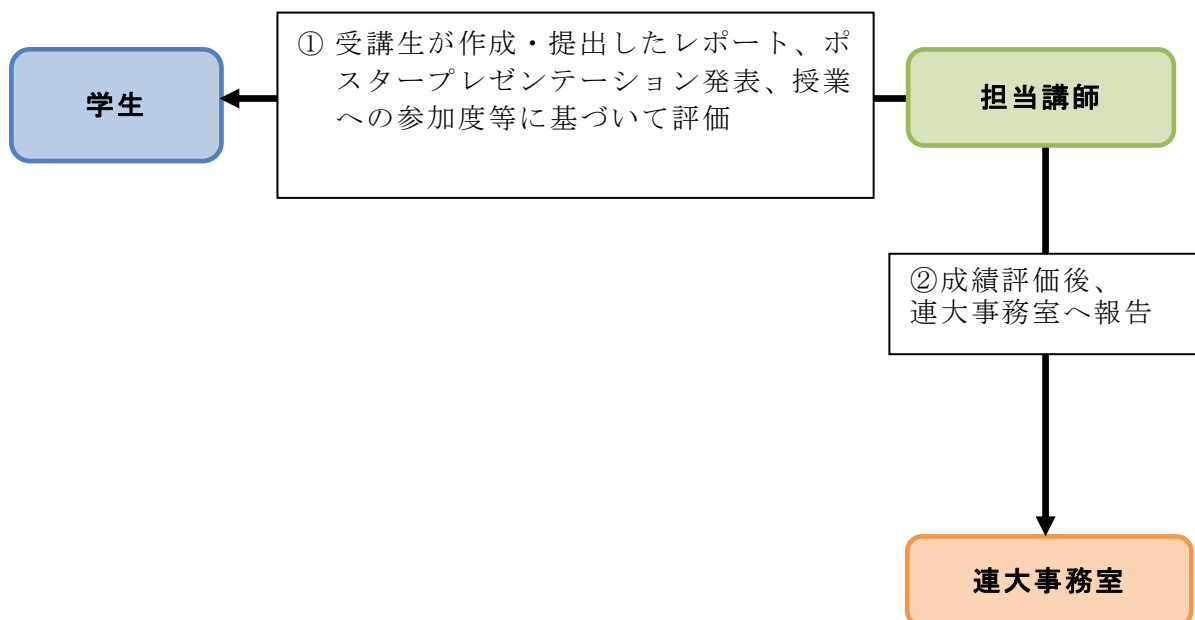 ① 受講生が作成・提出したレポート、ポ
スタープレゼンテーション発表、授業
への参加度等に基づいて評価
学生
担当講師
②成績評価後、
連大事務室へ報告
連大事務室